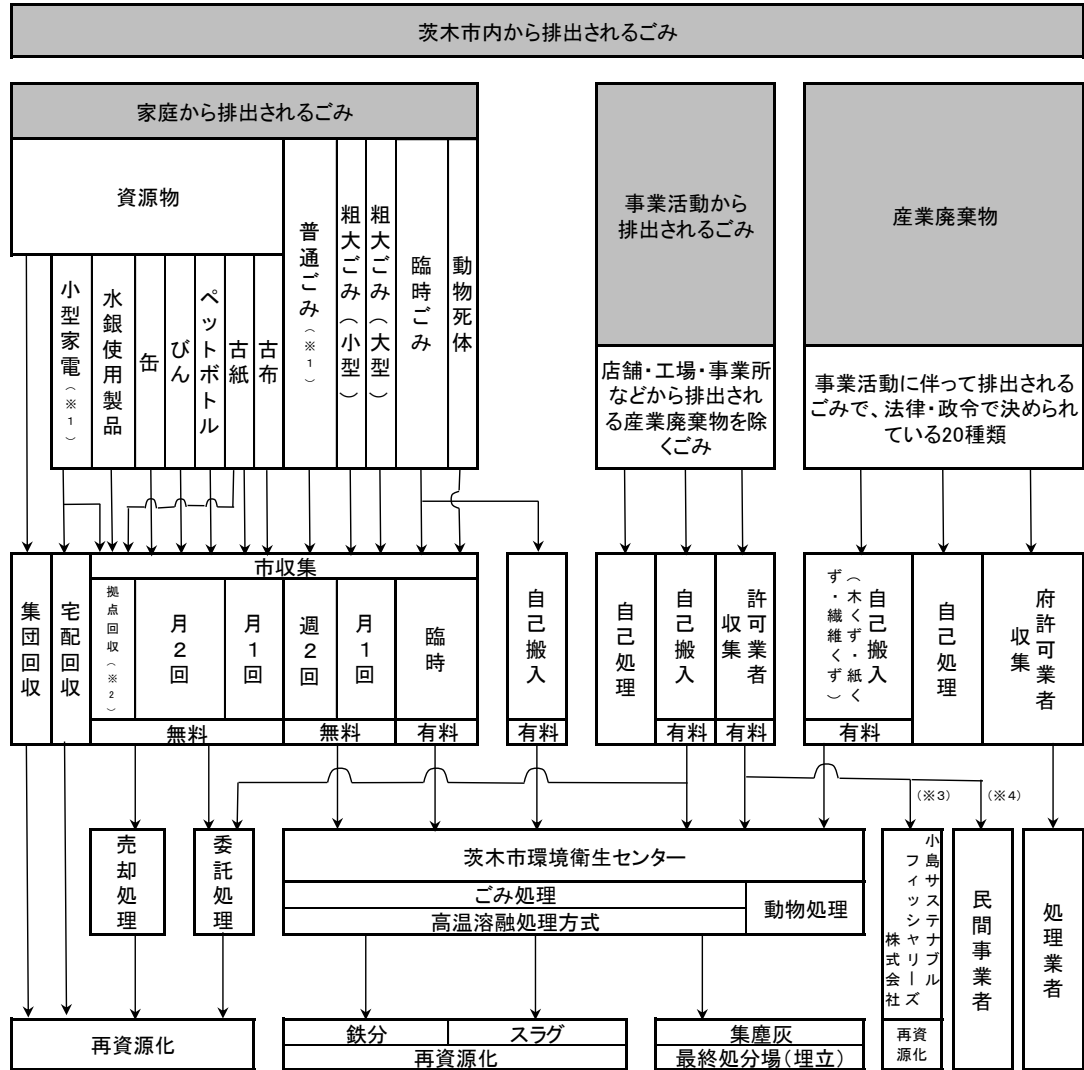 茨木市内から排出されるごみ
家庭から排出されるごみ
資源物
小型家電（※1）
水銀使用製品
缶
びん
ペットボトル
古紙
古布
普通ごみ（※1）
粗大ごみ（小型）
粗大ごみ（大型）
臨時ごみ
動物死体
事業活動から
排出されるごみ
店舗・工場・事業所
などから排出され
る産業廃棄物を除
くごみ
産業廃棄物
事業活動に伴って排出される
ごみで、法律・政令で決められ
ている20種類
集団回収
宅配回収
市収集
拠点回収（※2）
月2回
月1回
無料
週2回
月1回
無料
臨時
有料
自己搬入
有料
自己処理
自己搬入
有料
許可業者
収集
有料
自己搬入
（木くず・紙く
ず・繊維くず）
有料
自己処理
府許可業者
収集
（※3）
（※4）
売却処理
委託処理
茨木市環境衛生センター
ごみ処理
高温溶融処理方式
動物処理
小島サステナブル
フィッシャリーズ
株式会社
再資
源化
民間事業者
処理業者
再資源化
鉄分
スラグ
再資源化
集塵灰
最終処分場（埋立）